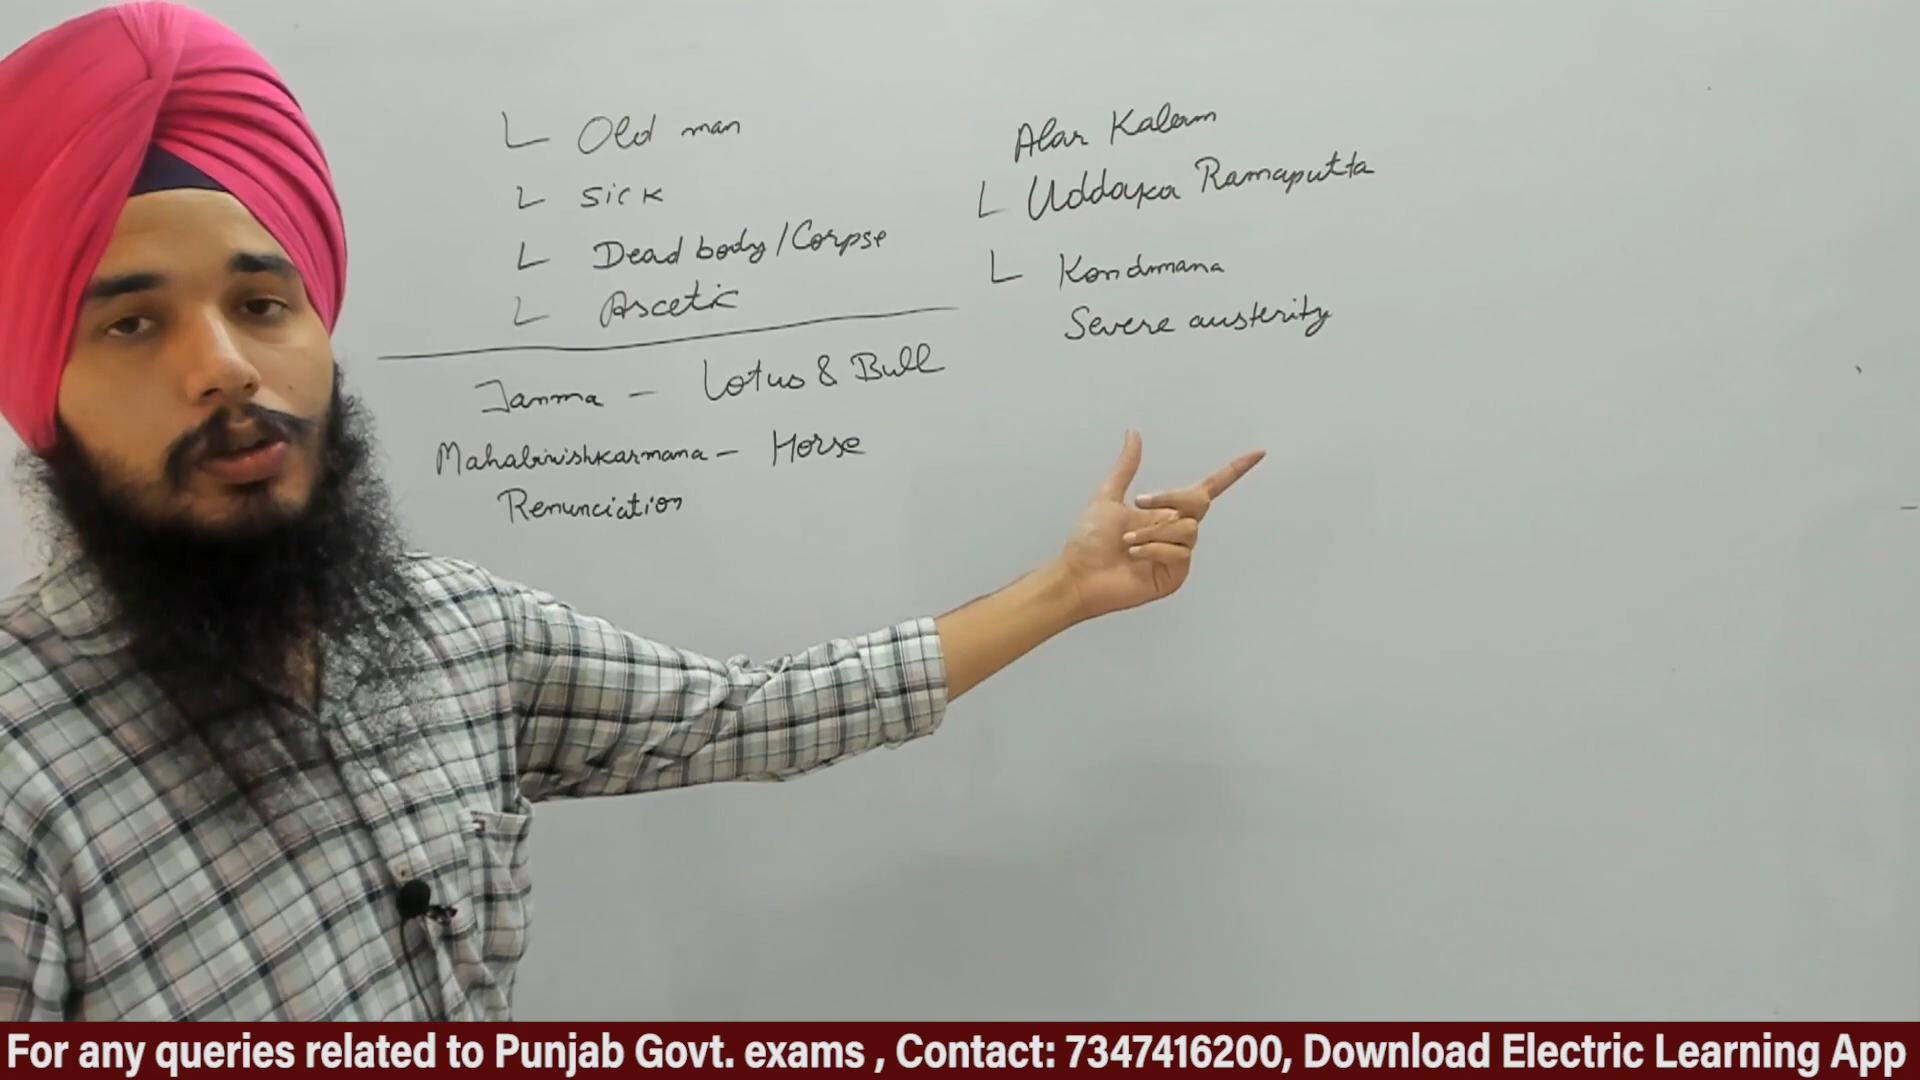 Old man
Sick
Dead body / Corpse
Ascetic
Janma - Lotus & Bull
Mahabinishkarmana - Horse
Renunciation
Alar Kalam
Uddaka Ramaputta
Kondmana
Severe austerity
For any queries related to Punjab Govt. exams , Contact: 7347416200, Download Electric Learning App